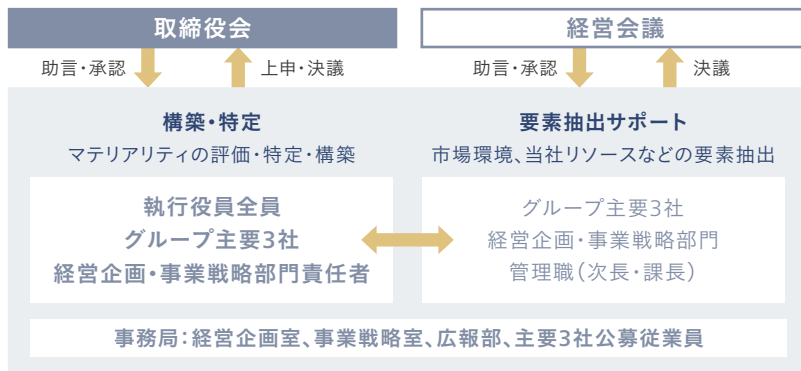 取締役会
経営会議
助言・承認
上申・決議
助言・承認
決議
構築・特定
マテリアリティの評価・特定・構築
執行役員全員
グループ主要3社
経営企画・事業戦略部門責任者
要素抽出サポート
市場環境、当社リソースなどの要素抽出
グループ主要3社
経営企画・事業戦略部門
管理職(次長・課長)
事務局:経営企画室、事業戦略室、広報部、主要3社公募従業員